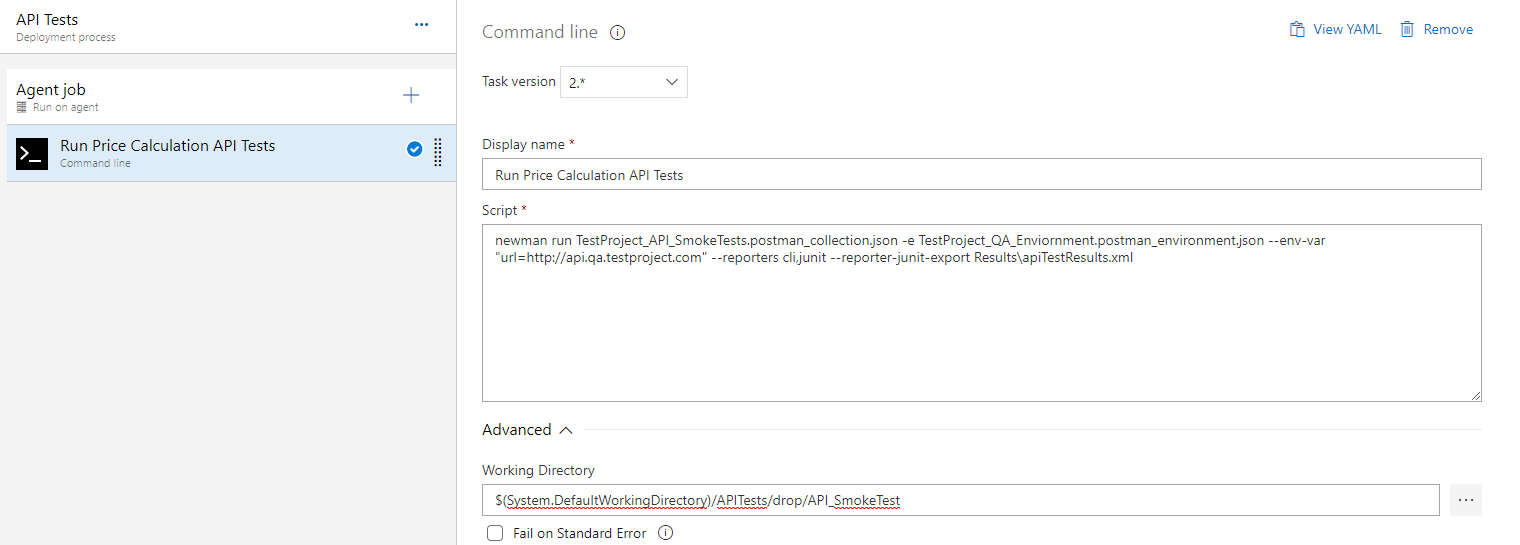 API Tests
...
Deployment process
Agent job
Run on agent
Run Price Calculation API Tests
Command line
Command line
View YAML
Remove
Task version
2.*
Display name *
Run Price Calculation API Tests
Script *
newman run TestProject_API_SmokeTests.postman_collection.json -e TestProject_QA_Enviornment.postman_environment.json --env-var
"url=http://api.qa.testproject.com" --reporters cli,junit --reporter-junit-export Results\apiTestResults.xml
Advanced
Working Directory
$(System.DefaultWorkingDirectory)/APITests/drop/API_SmokeTest
...
Fail on Standard Error